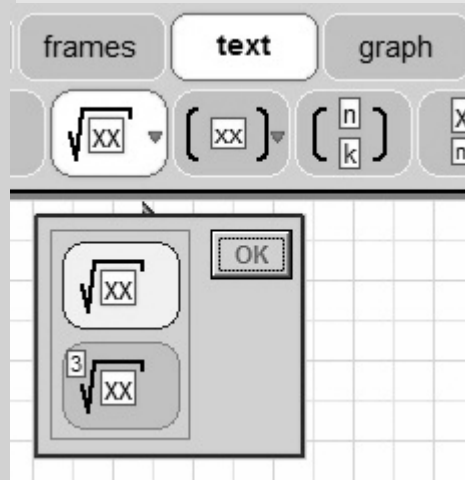 frames text graph
√xx (xx) (n
k)
OK
√xx
3√xx